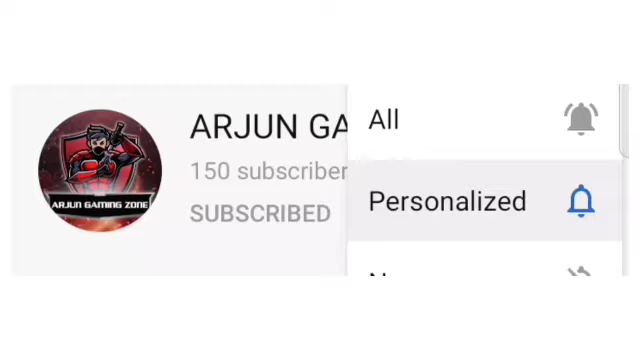 ARJUN GA
150 subscriber
SUBSCRIBED
ARJUN GAMING ZONE
All
Personalized